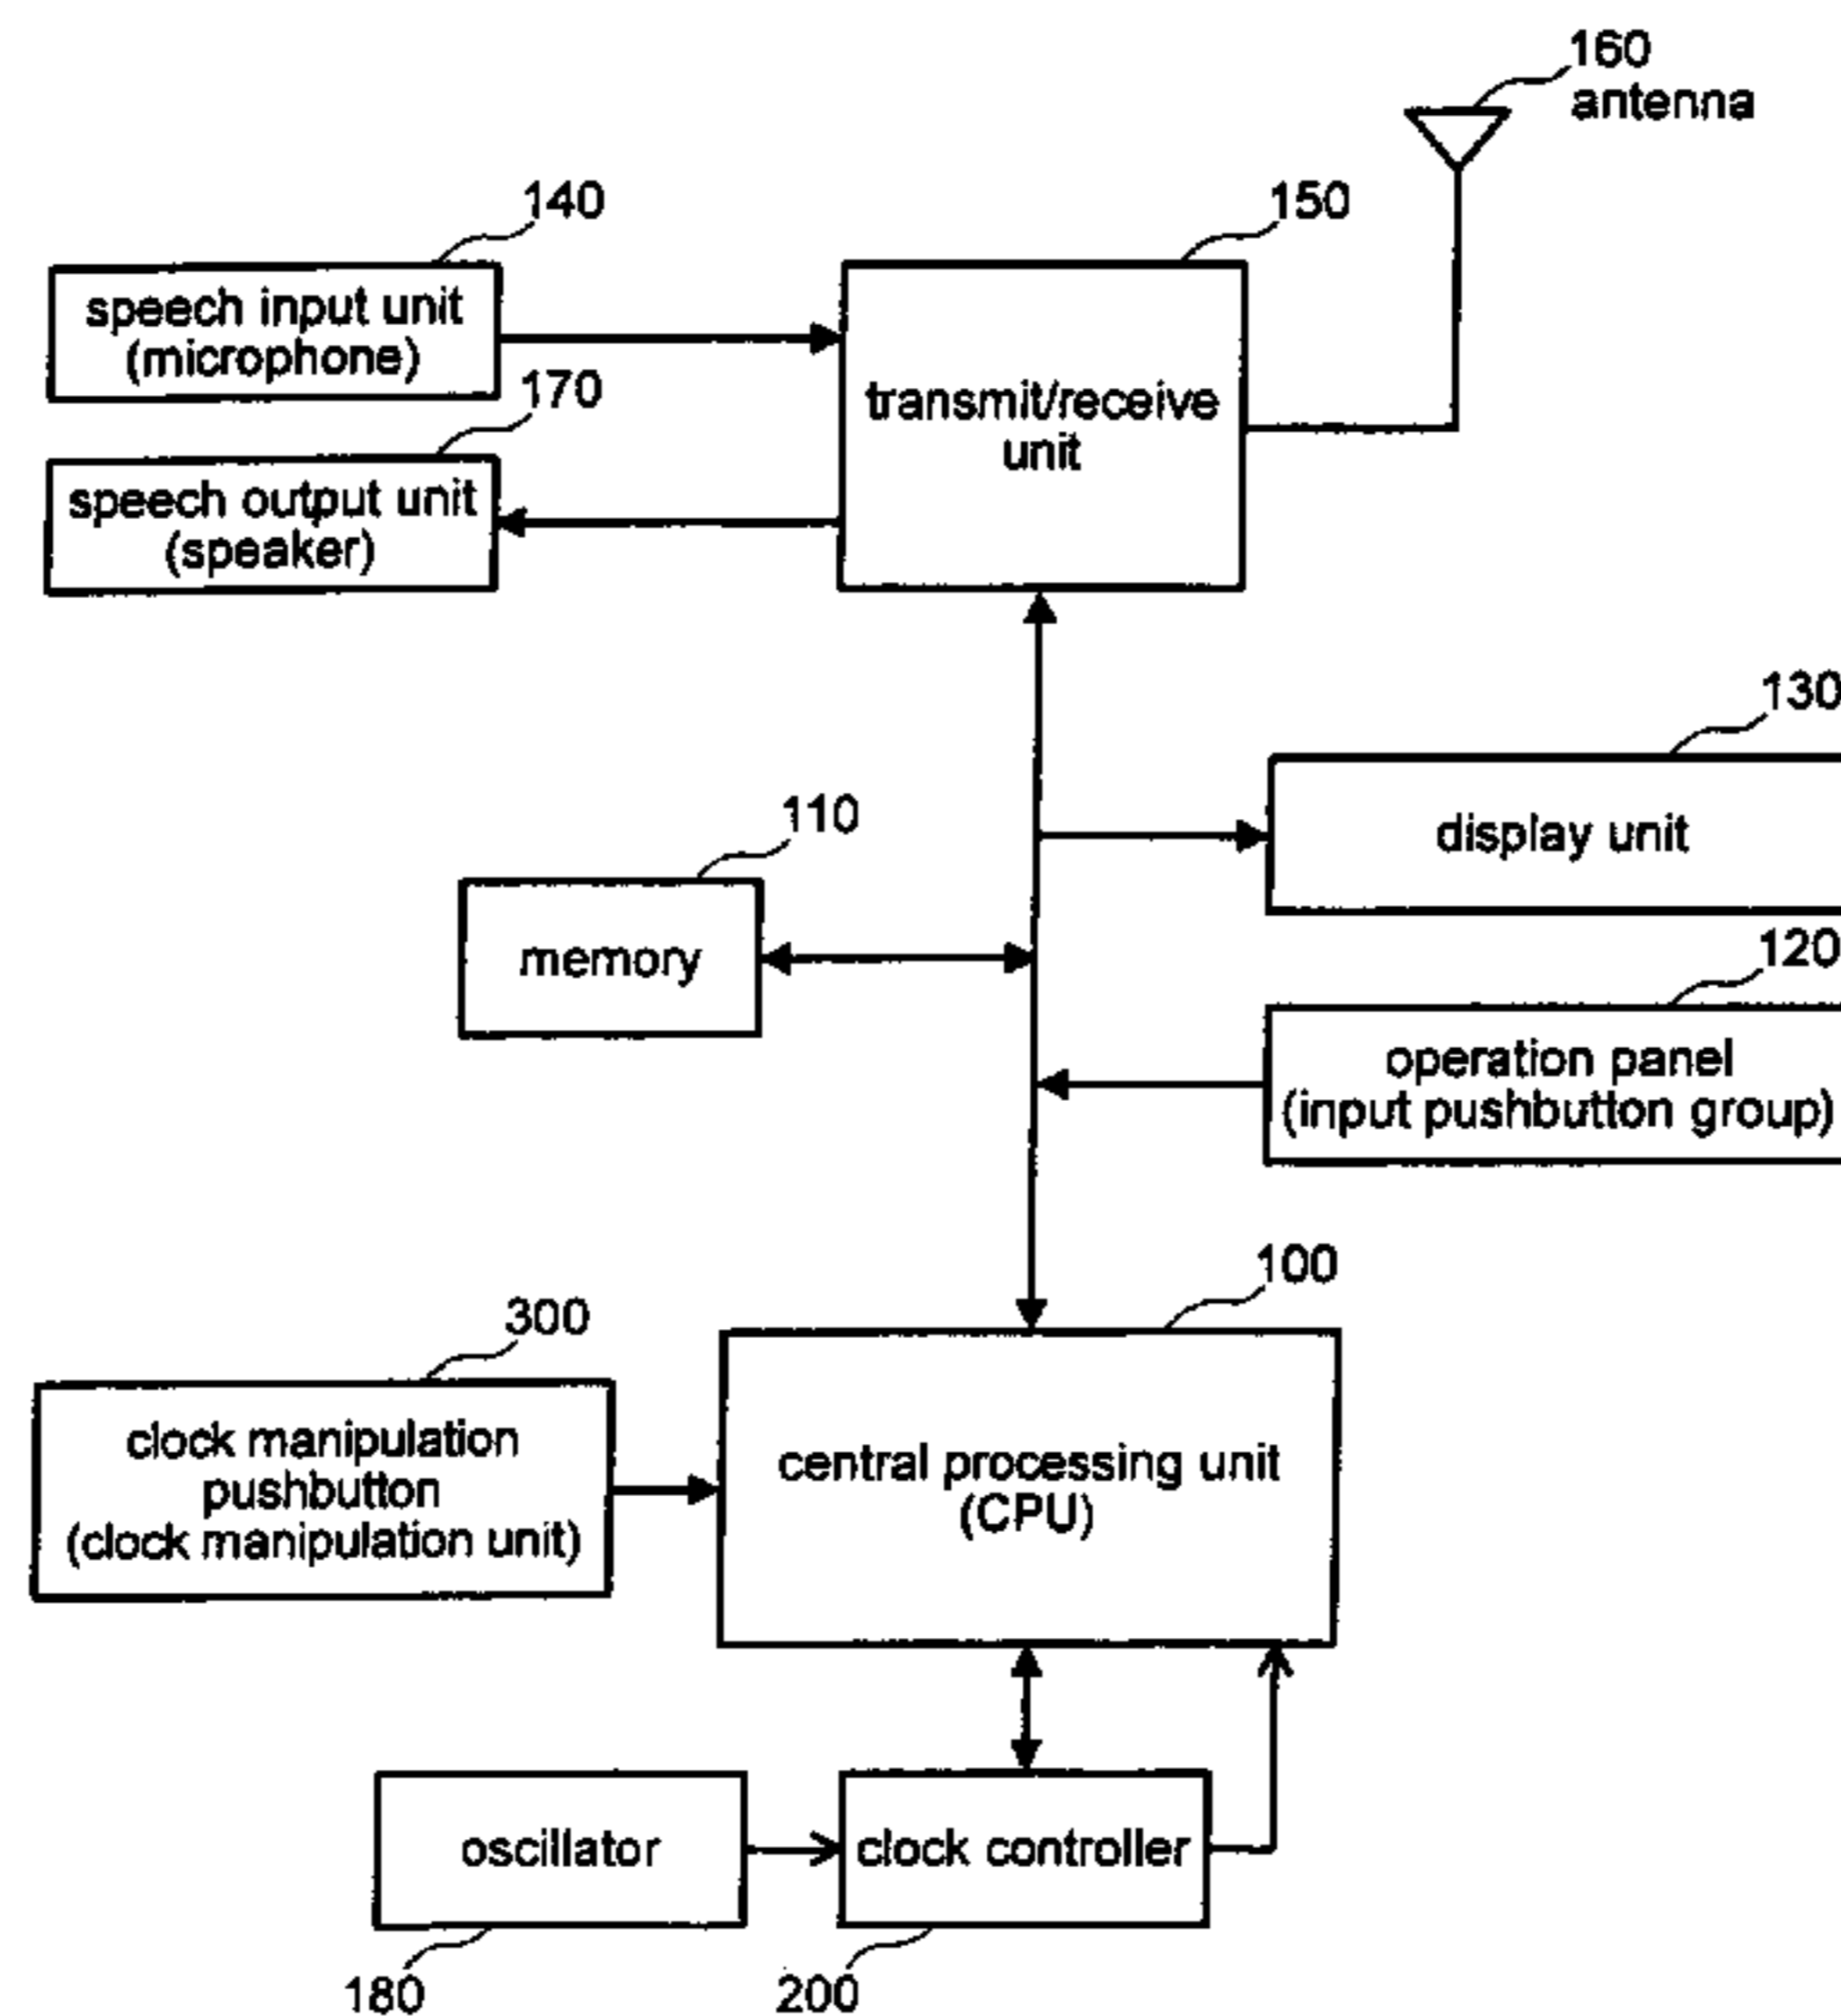 160
antenna
140
150
speech input unit
(microphone)
170
transmit/receive
unit
speech output unit
(speaker)
130
display unit
110
memory
120
operation panel
(input pushbutton group)
100
300
clock manipulation
pushbutton
(clock manipulation unit)
central processing unit
(CPU)
oscillator
clock controller
180
200